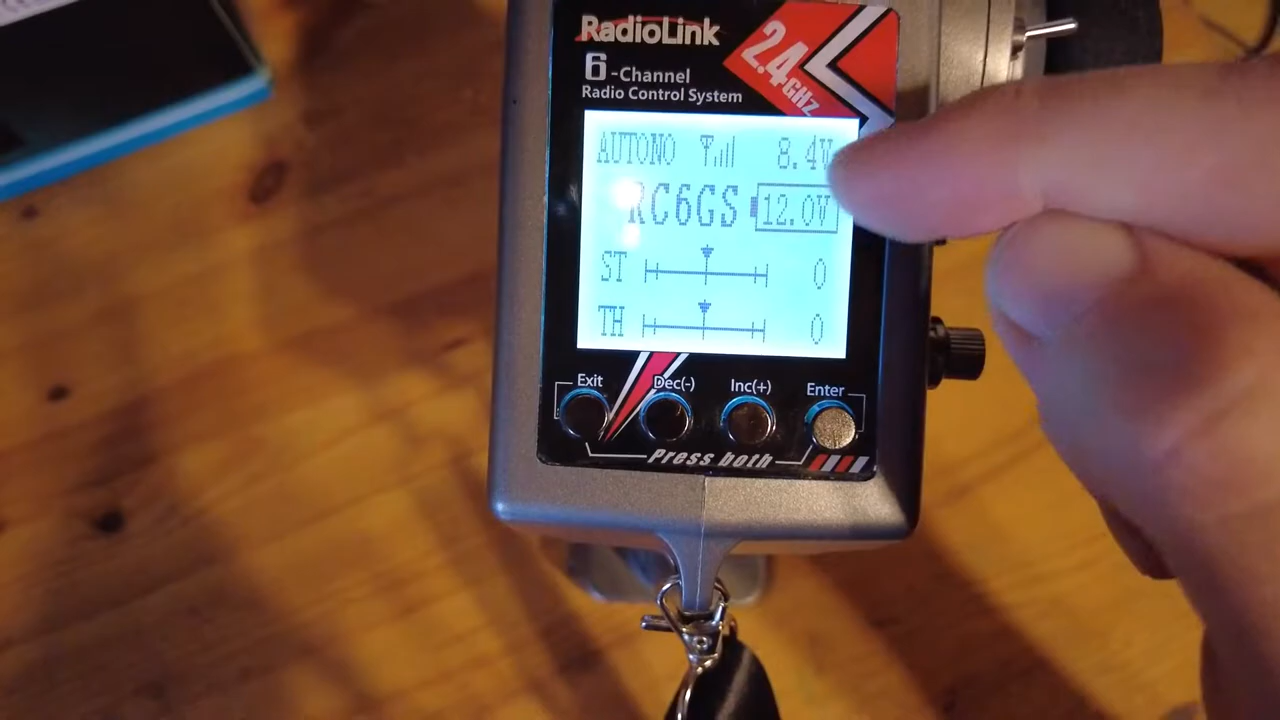 RadioLink
2.4GHz
6-Channel
Radio Control System
AUTONO 8.4V
RC6GS 12.0V
ST 0
TH 0
Exit Dec(-) Inc(+) Enter
Press both